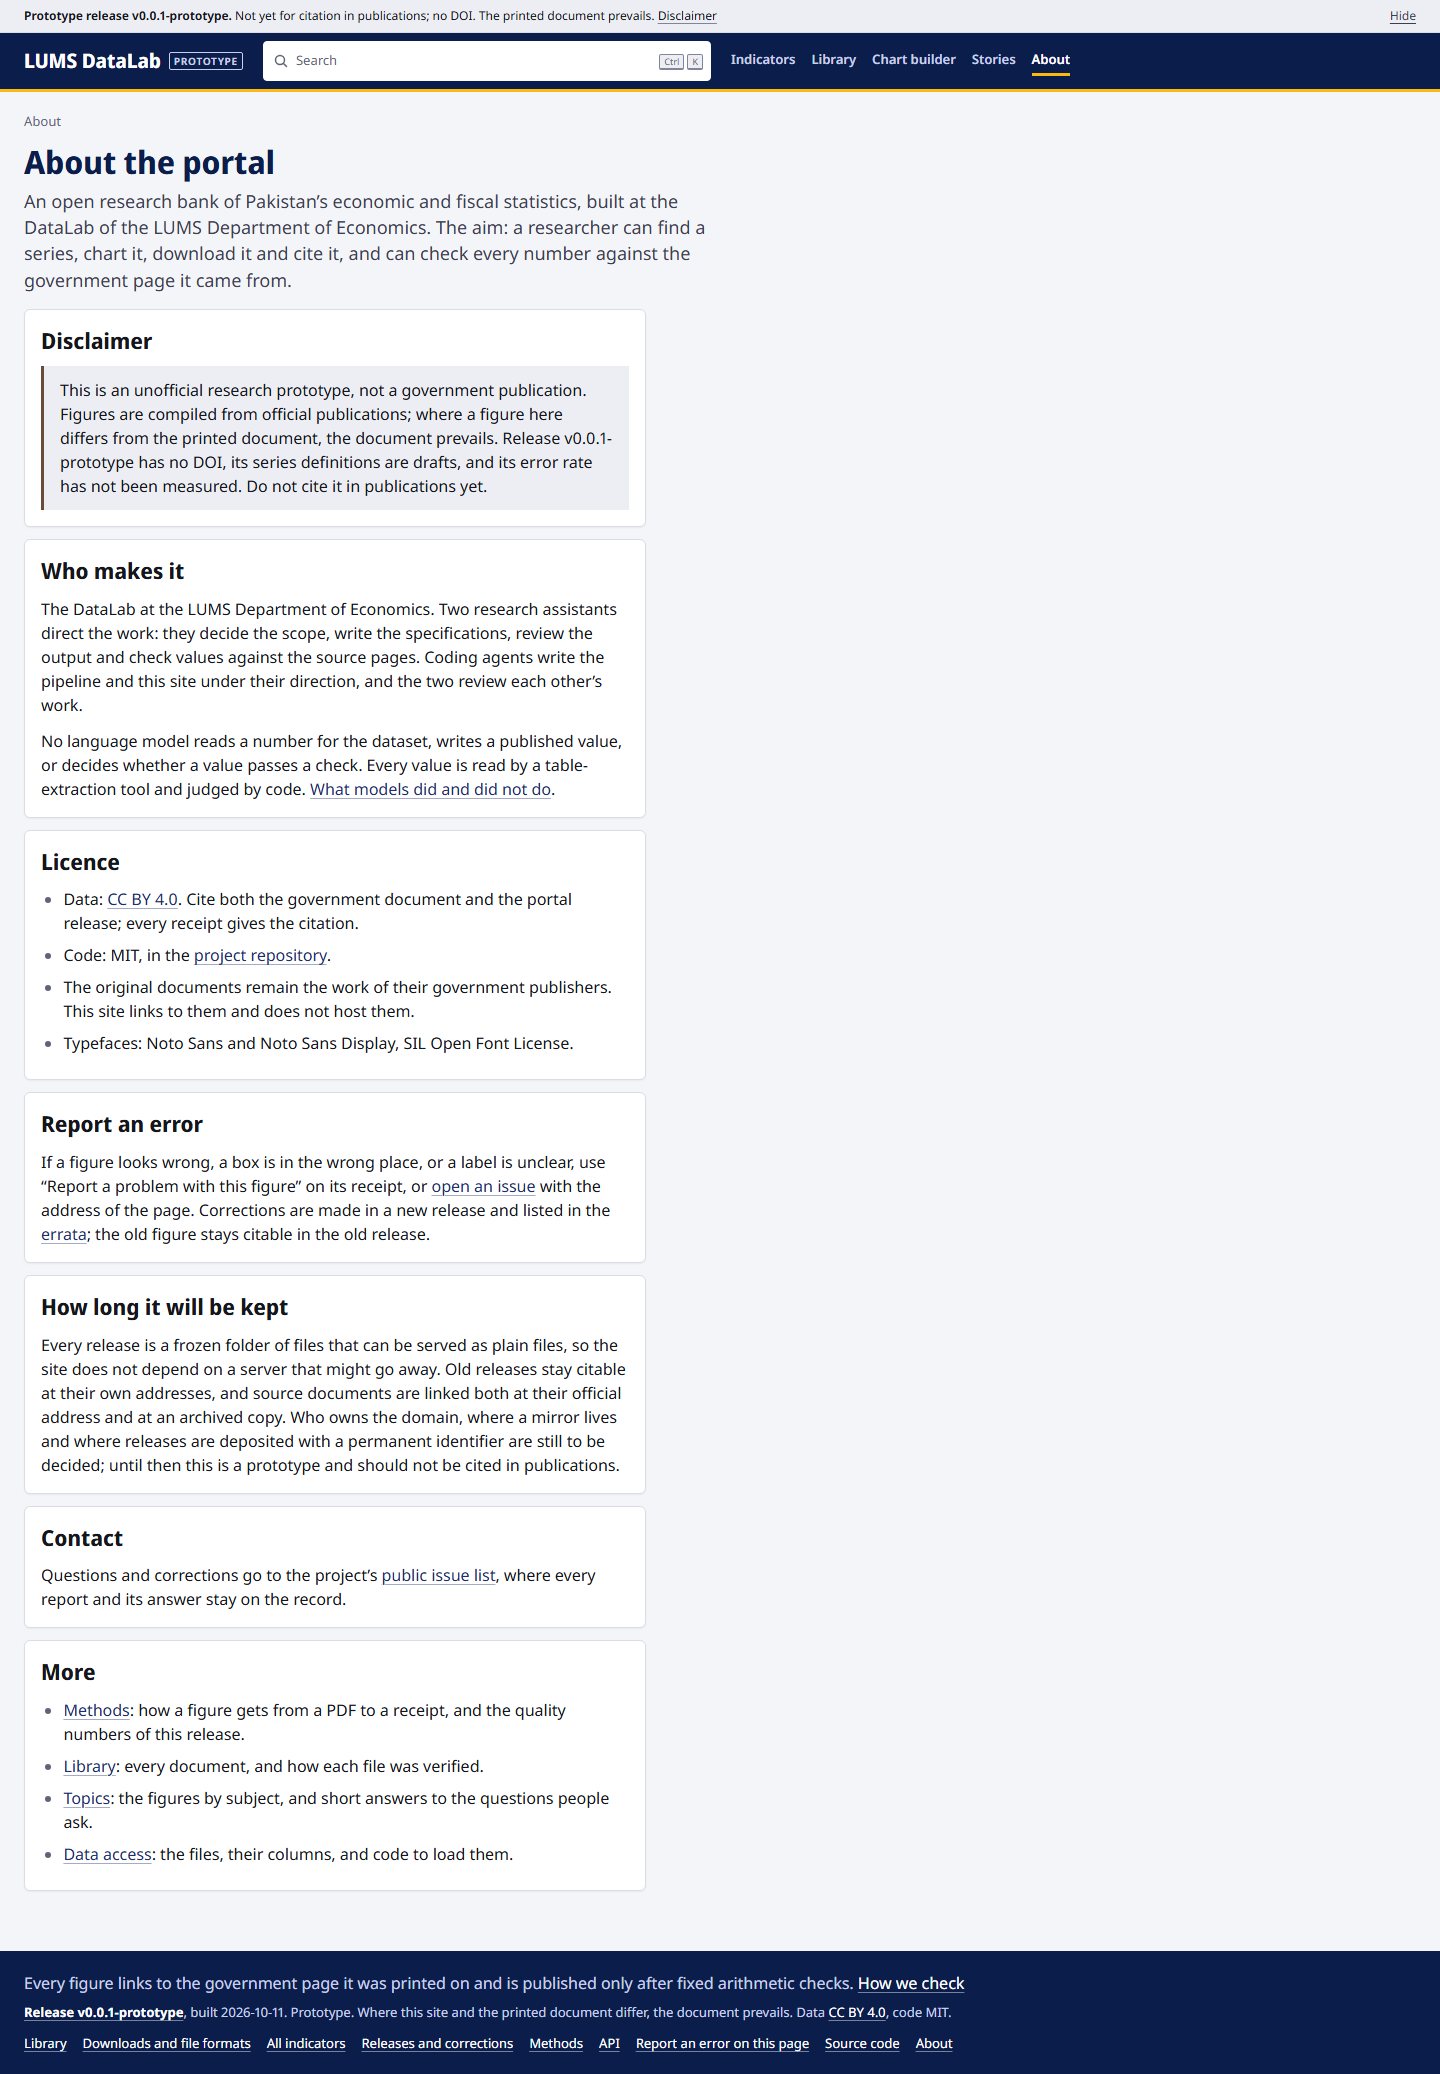 Prototype release v0.0.1-prototype. Not yet for citation in publications; no DOI. The printed document prevails. Disclaimer
Hide
LUMS DataLab
PROTOTYPE
Search
Ctrl K
Indicators
Library
Chart builder
Stories
About
About
About the portal
An open research bank of Pakistan’s economic and fiscal statistics, built at the
DataLab of the LUMS Department of Economics. The aim: a researcher can find a
series, chart it, download it and cite it, and can check every number against the
government page it came from.
Disclaimer
This is an unofficial research prototype, not a government publication.
Figures are compiled from official publications; where a figure here
differs from the printed document, the document prevails. Release v0.0.1-
prototype has no DOI, its series definitions are drafts, and its error rate
has not been measured. Do not cite it in publications yet.
Who makes it
The DataLab at the LUMS Department of Economics. Two research assistants
direct the work: they decide the scope, write the specifications, review the
output and check values against the source pages. Coding agents write the
pipeline and this site under their direction, and the two review each other’s
work.
No language model reads a number for the dataset, writes a published value,
or decides whether a value passes a check. Every value is read by a table-
extraction tool and judged by code. What models did and did not do.
Licence
• Data: CC BY 4.0. Cite both the government document and the portal
release; every receipt gives the citation.
• Code: MIT, in the project repository.
• The original documents remain the work of their government publishers.
This site links to them and does not host them.
• Typefaces: Noto Sans and Noto Sans Display, SIL Open Font License.
Report an error
If a figure looks wrong, a box is in the wrong place, or a label is unclear, use
“Report a problem with this figure” on its receipt, or open an issue with the
address of the page. Corrections are made in a new release and listed in the
errata; the old figure stays citable in the old release.
How long it will be kept
Every release is a frozen folder of files that can be served as plain files, so the
site does not depend on a server that might go away. Old releases stay citable
at their own addresses, and source documents are linked both at their official
address and at an archived copy. Who owns the domain, where a mirror lives
and where releases are deposited with a permanent identifier are still to be
decided; until then this is a prototype and should not be cited in publications.
Contact
Questions and corrections go to the project’s public issue list, where every
report and its answer stay on the record.
More
• Methods: how a figure gets from a PDF to a receipt, and the quality
numbers of this release.
• Library: every document, and how each file was verified.
• Topics: the figures by subject, and short answers to the questions people
ask.
• Data access: the files, their columns, and code to load them.
Every figure links to the government page it was printed on and is published only after fixed arithmetic checks. How we check
Release v0.0.1-prototype, built 2026-10-11. Prototype. Where this site and the printed document differ, the document prevails. Data CC BY 4.0, code MIT.
Library Downloads and file formats All indicators Releases and corrections Methods API Report an error on this page Source code About